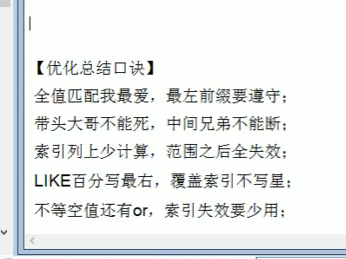 【优化总结口诀】
全值匹配我最爱，最左前缀要遵守；
带头大哥不能死，中间兄弟不能断；
索引列上少计算，范围之后全失效；
LIKE百分写最右，覆盖索引不写星；
不等空值还有or，索引失效要少用；